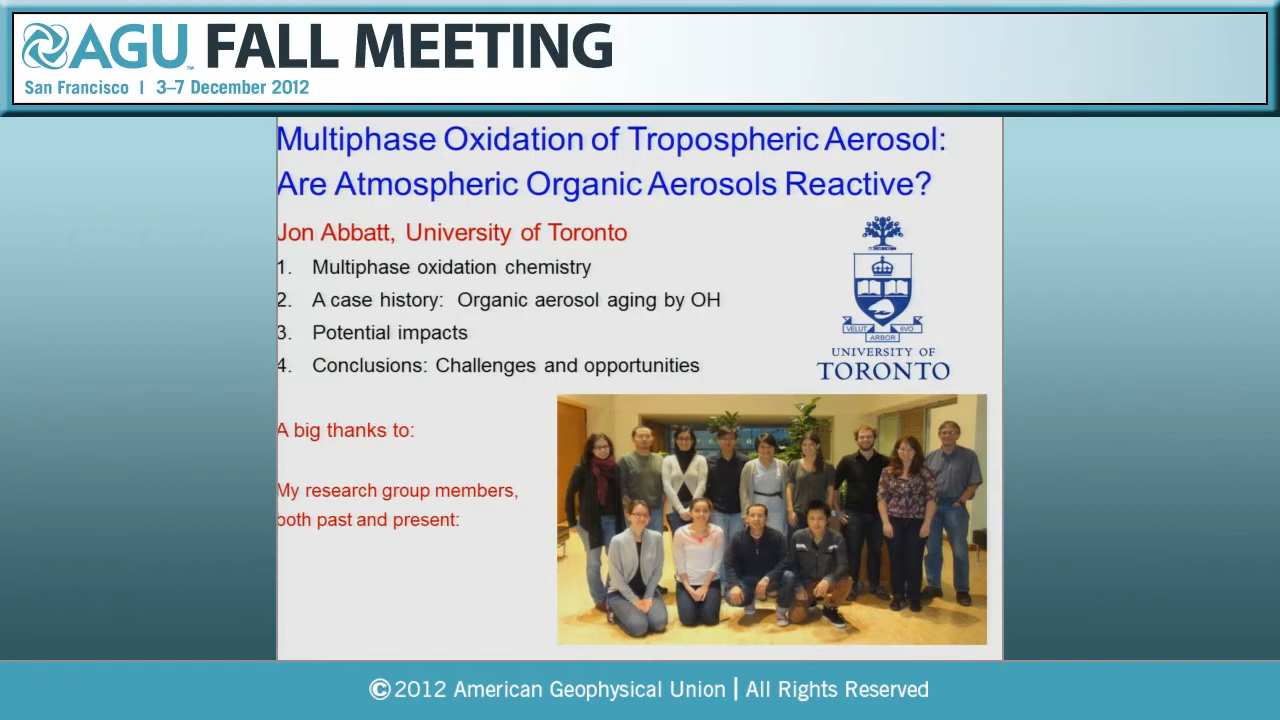 AGU™ FALL MEETING
San Francisco | 3–7 December 2012
Multiphase Oxidation of Tropospheric Aerosol:
Are Atmospheric Organic Aerosols Reactive?
Jon Abbatt, University of Toronto
1. Multiphase oxidation chemistry
2. A case history: Organic aerosol aging by OH
3. Potential impacts
4. Conclusions: Challenges and opportunities
VELUT ÆVO
ARBOR
UNIVERSITY OF
TORONTO
A big thanks to:
My research group members,
both past and present:
©2012 American Geophysical Union | All Rights Reserved